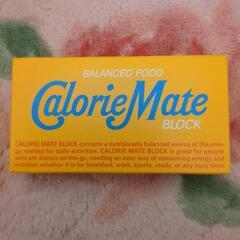 BALANCED FOOD
CalorieMate
BLOCK
CALORIE MATE BLOCK contains a nutritionally balanced source of the ener-
gy needed for daily activities. CALORIE MATE BLOCK is great for people
who are always on-the-go, needing an easy way of consuming energy and
nutrition whether it is for breakfast, work, sports, study, or any busy time.